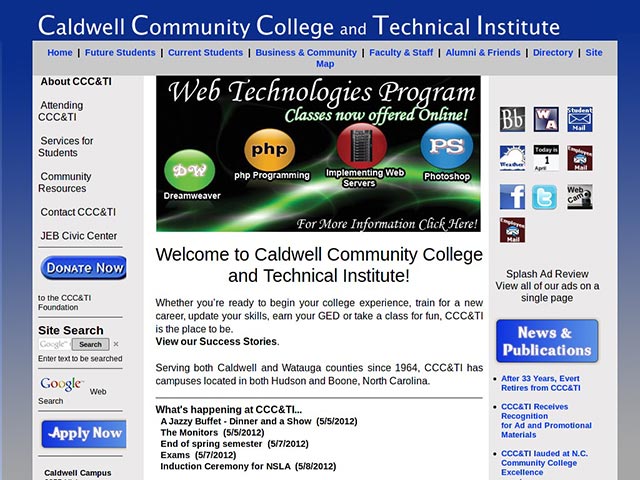 Caldwell Community College and Technical Institute
Home | Future Students | Current Students | Business & Community | Faculty & Staff | Alumni & Friends | Directory | Site
Map
About CCC&TI
Attending
CCC&TI
Services for
Students
Community
Resources
Contact CCC&TI
JEB Civic Center
Donate Now
to the CCC&TI
Foundation
Site Search
Google Search
Enter text to be searched
Google Web
Search
Apply Now
Caldwell Campus
Web Technologies Program
Classes now offered Online!
DW
php
PS
Dreamweaver
php Programming
Implementing Web
Servers
Photoshop
For More Information Click Here!
Welcome to Caldwell Community College
and Technical Institute!
Whether you're ready to begin your college experience, train for a new
career, update your skills, earn your GED or take a class for fun, CCC&TI
is the place to be.
View our Success Stories.
Serving both Caldwell and Watauga counties since 1964, CCC&TI has
campuses located in both Hudson and Boone, North Carolina.
What's happening at CCC&TI...
A Jazzy Buffet - Dinner and a Show (5/5/2012)
The Monitors (5/5/2012)
End of spring semester (5/7/2012)
Exams (5/7/2012)
Induction Ceremony for NSLA (5/8/2012)
Bb
W
A
Student
Mail
Weather
Today is
1
April
Employee
Mail
f
t
Web
Cam
Employee
Mail
Splash Ad Review
View all of our ads on a
single page
News &
Publications
After 33 Years, Evert
Retires from CCC&TI
CCC&TI Receives
Recognition
for Ad and Promotional
Materials
CCC&TI lauded at N.C.
Community College
Excellence